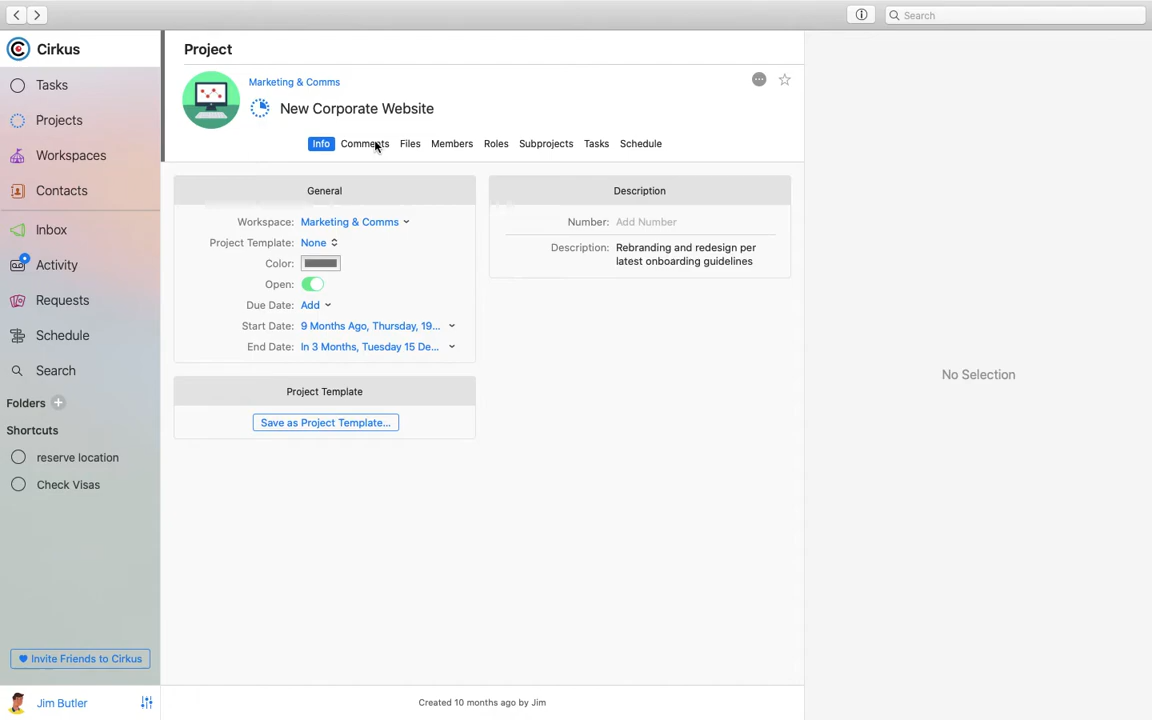 Search
Cirkus
Tasks
Projects
Workspaces
Contacts
Inbox
Activity
Requests
Schedule
Search
Folders
Shortcuts
reserve location
Check Visas
Invite Friends to Cirkus
Jim Butler
Project
Marketing & Comms
New Corporate Website
Info Comments Files Members Roles Subprojects Tasks Schedule
General
Workspace: Marketing & Comms
Project Template: None
Color:
Open:
Due Date: Add
Start Date: 9 Months Ago, Thursday, 19...
End Date: In 3 Months, Tuesday 15 De...
Project Template
Save as Project Template...
Description
Number: Add Number
Description: Rebranding and redesign per
latest onboarding guidelines
Created 10 months ago by Jim
No Selection